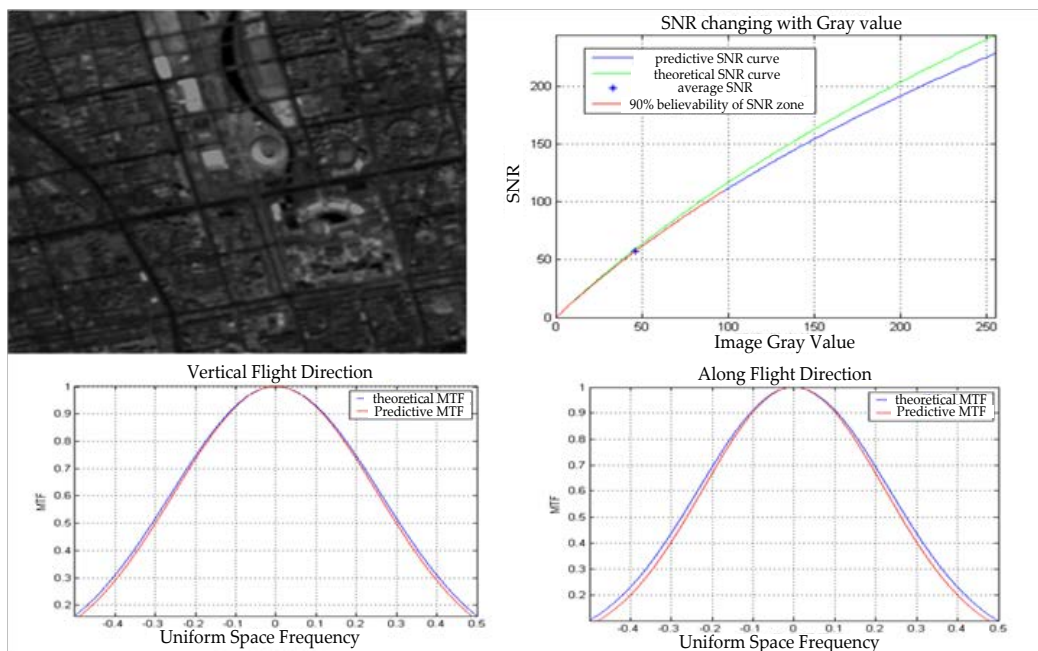 SNR changing with Gray value
predictive SNR curve
theoretical SNR curve
average SNR
90% believability of SNR zone
SNR
200
150
100
50
0
0 50 100 150 200 250
Image Gray Value
Vertical Flight Direction
theoretical MTF
Predictive MTF
MTF
1
0.9
0.8
0.7
0.6
0.5
0.4
0.3
0.2
-0.4 -0.3 -0.2 -0.1 0 0.1 0.2 0.3 0.4 0.5
Uniform Space Frequency
Along Flight Direction
theoretical MTF
Predictive MTF
MTF
1
0.9
0.8
0.7
0.6
0.5
0.4
0.3
0.2
-0.4 -0.3 -0.2 -0.1 0 0.1 0.2 0.3 0.4 0.5
Uniform Space Frequency